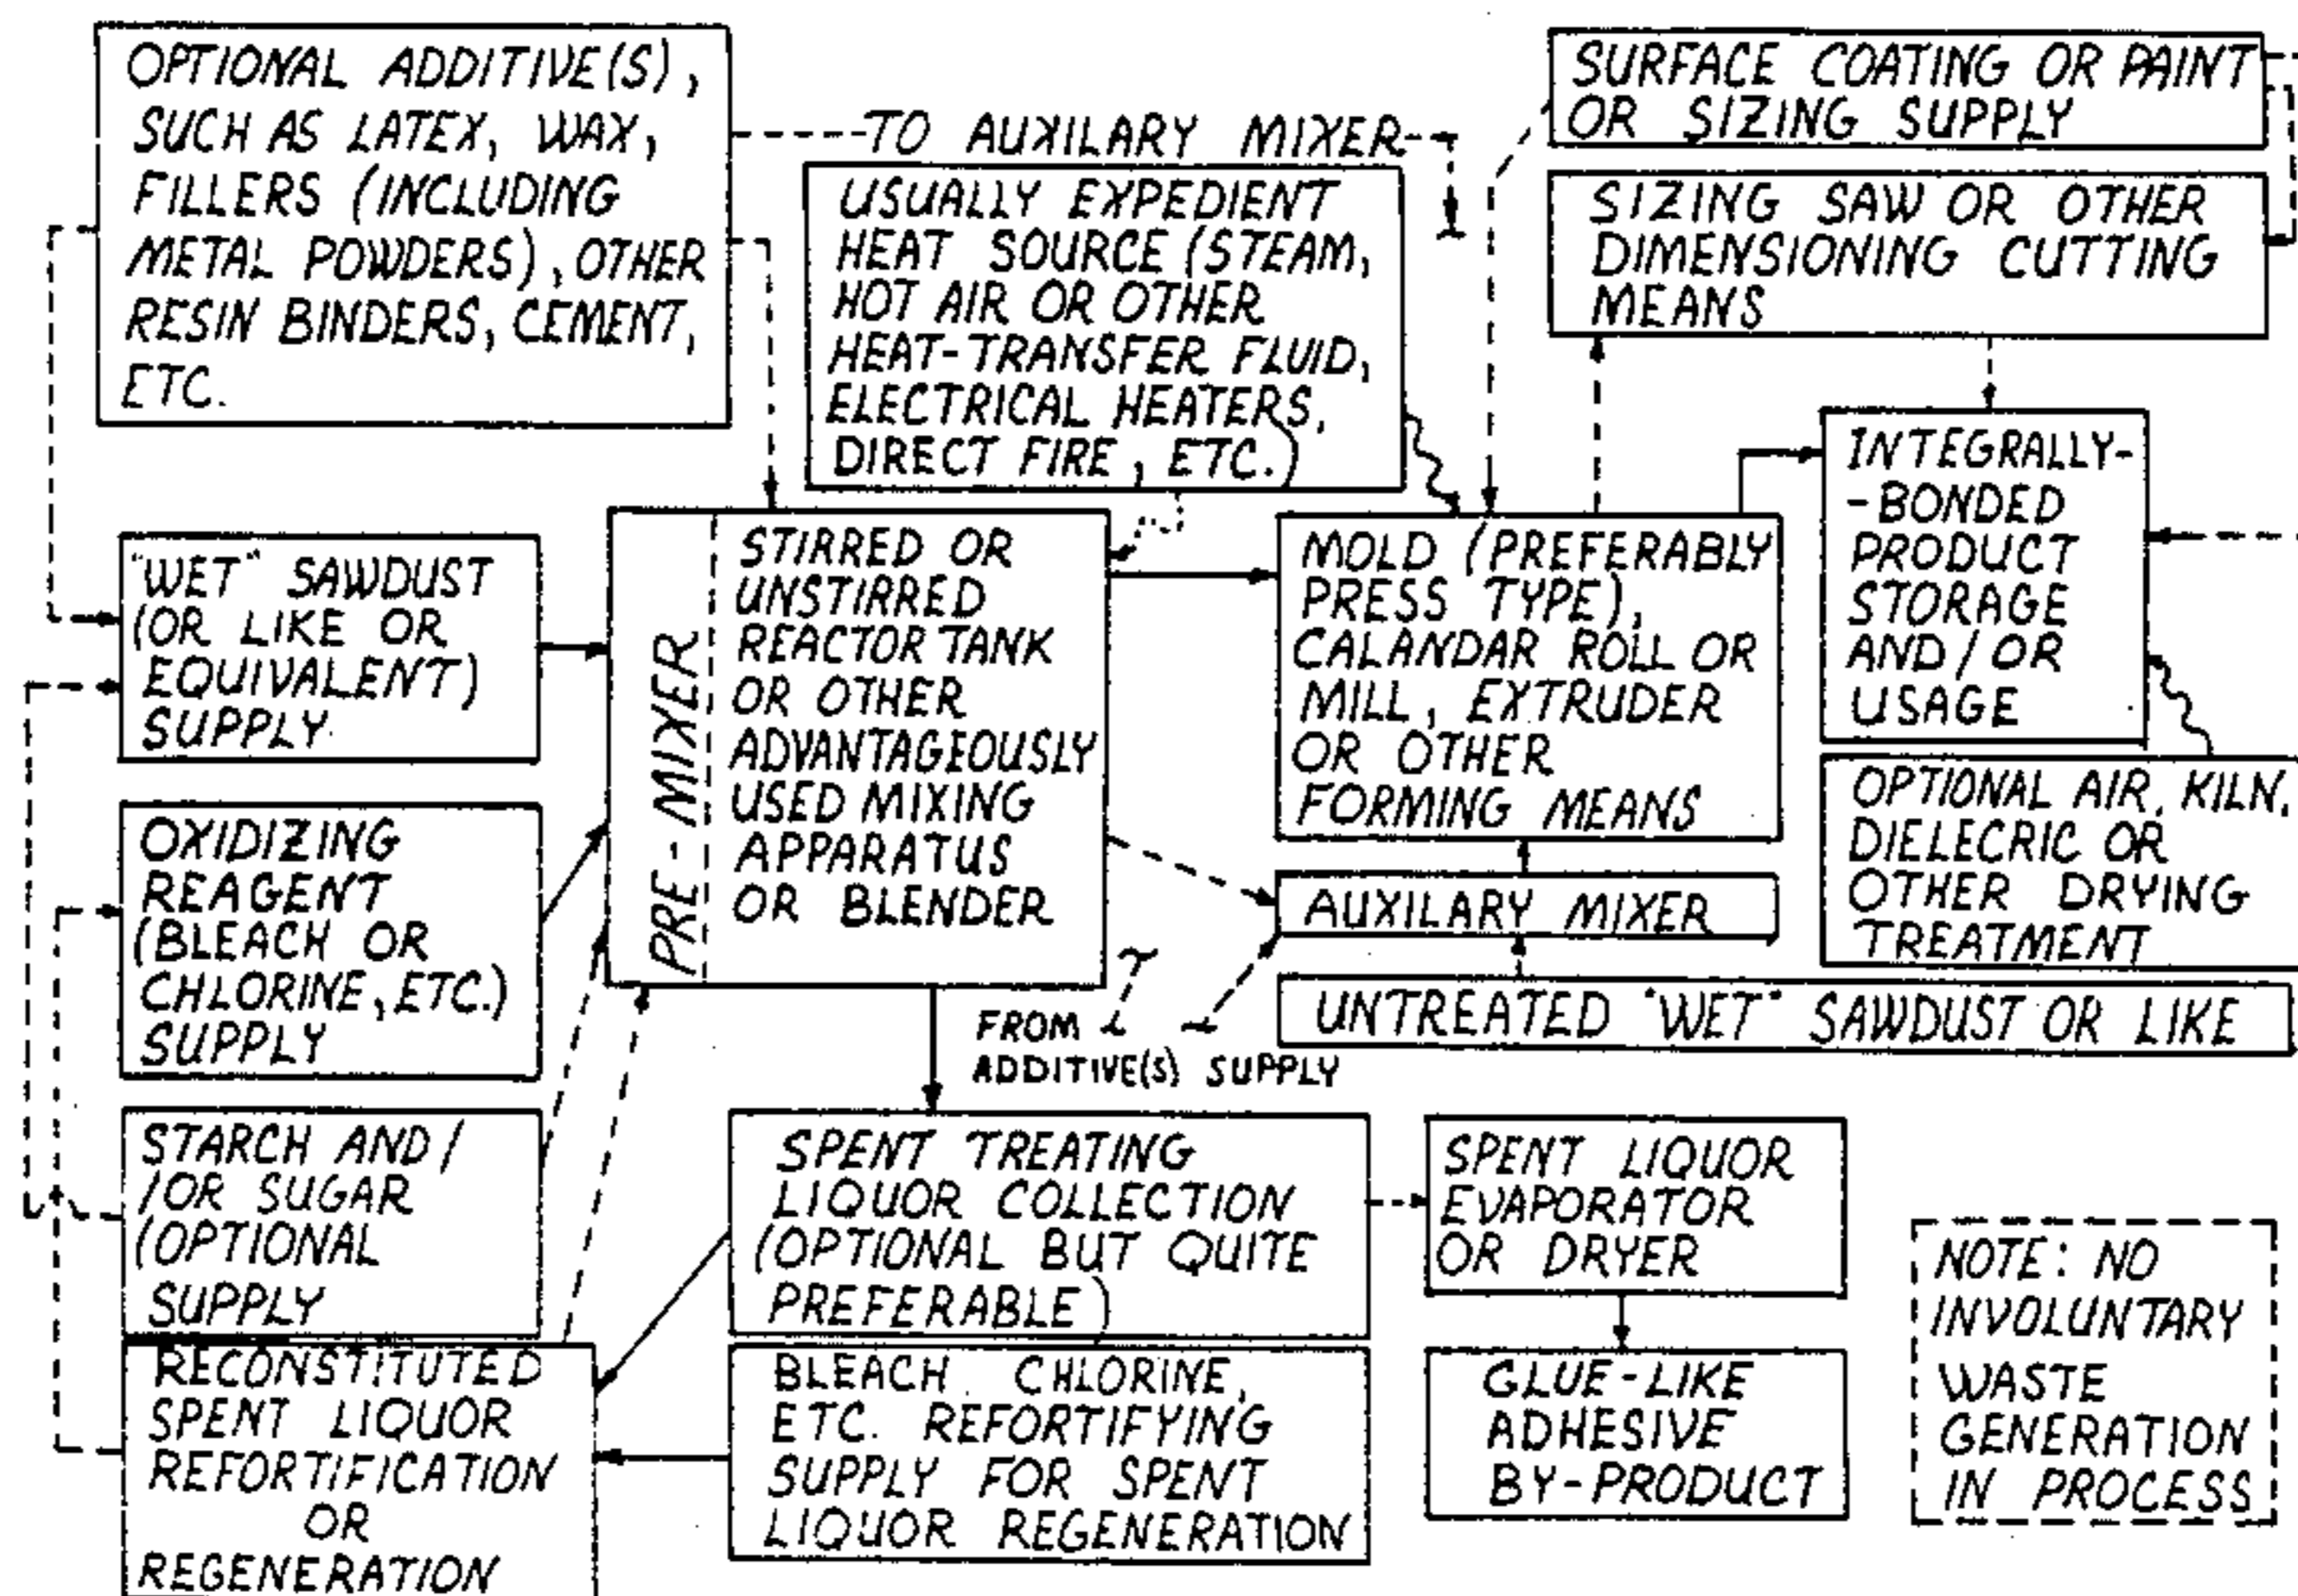 OPTIONAL ADDITIVE(S),
SUCH AS LATEX, WAX,
FILLERS (INCLUDING
METAL POWDERS), OTHER
RESIN BINDERS, CEMENT,
ETC.
TO AUXILARY MIXER
USUALLY EXPEDIENT
HEAT SOURCE (STEAM,
HOT AIR OR OTHER
HEAT-TRANSFER FLUID,
ELECTRICAL HEATERS,
DIRECT FIRE, ETC.)
SURFACE COATING OR PAINT
OR SIZING SUPPLY
SIZING SAW OR OTHER
DIMENSIONING CUTTING
MEANS
INTEGRALLY-
-BONDED
PRODUCT
STORAGE
AND/OR
USAGE
"WET" SAWDUST
(OR LIKE OR
EQUIVALENT)
SUPPLY
PRE-MIXER
STIRRED OR
UNSTIRRED
REACTOR TANK
OR OTHER
ADVANTAGEOUSLY
USED MIXING
APPARATUS
OR BLENDER
MOLD (PREFERABLY
PRESS TYPE),
CALANDAR ROLL OR
MILL, EXTRUDER
OR OTHER
FORMING MEANS
OPTIONAL AIR, KILN,
DIELECRIC OR
OTHER DRYING
TREATMENT
OXIDIZING
REAGENT
(BLEACH OR
CHLORINE, ETC.)
SUPPLY
AUXILARY MIXER
UNTREATED "WET" SAWDUST OR LIKE
FROM
ADDITIVE(S) SUPPLY
STARCH AND/
/OR SUGAR
(OPTIONAL
SUPPLY
SPENT TREATING
LIQUOR COLLECTION
(OPTIONAL BUT QUITE
PREFERABLE)
SPENT LIQUOR
EVAPORATOR
OR DRYER
RECONSTITUTED
SPENT LIQUOR
REFORTIFICATION
OR
REGENERATION
BLEACH CHLORINE,
ETC. REFORTIFYING
SUPPLY FOR SPENT
LIQUOR REGENERATION
GLUE-LIKE
ADHESIVE
BY-PRODUCT
NOTE: NO
INVOLUNTARY
WASTE
GENERATION
IN PROCESS